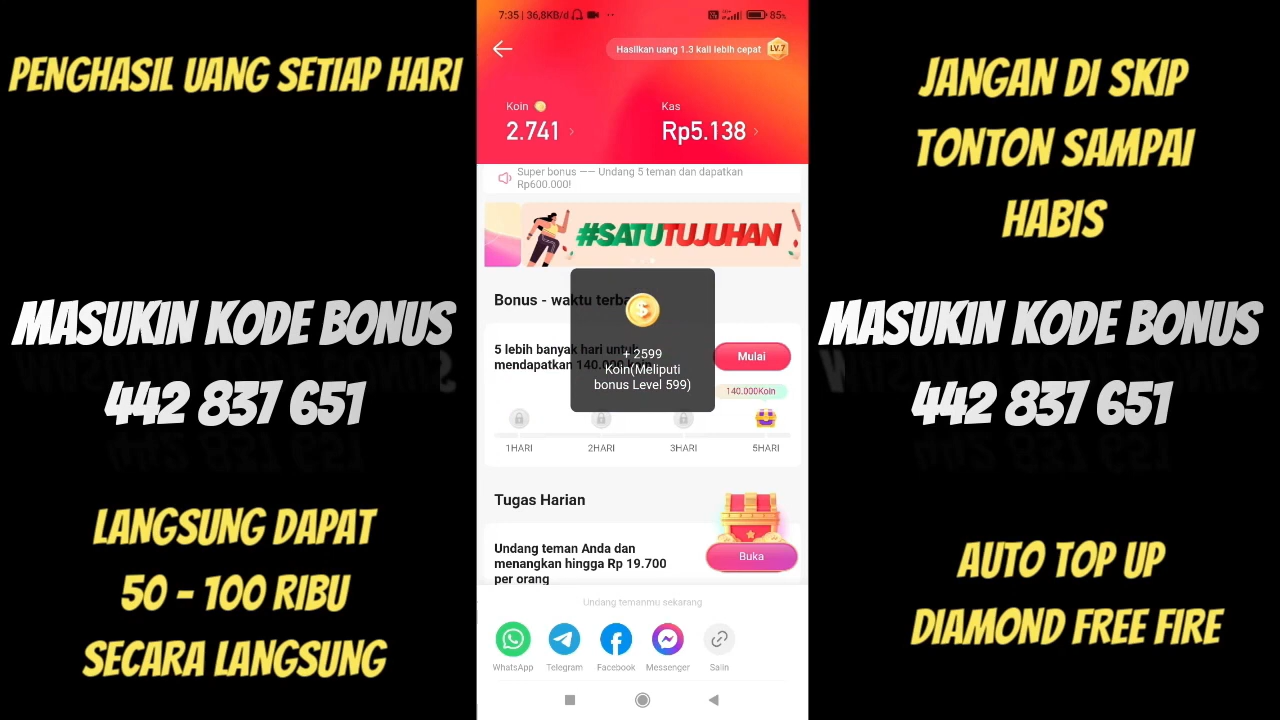 PENGHASIL UANG SETIAP HARI
MASUKIN KODE BONUS
442 837 651
LANGSUNG DAPAT
50 - 100 RIBU
SECARA LANGSUNG
7:35 | 36,8KB/d
85%
Hasilkan uang 1.3 kali lebih cepat
LV.7
Koin
Kas
2.741
Rp5.138
Super bonus —— Undang 5 teman dan dapatkan
Rp600.000!
#SATUTUJUHAN
Bonus - waktu terba
5 lebih banyak hari untuk
mendapatkan 140.000 koin
Mulai
+ 2599
Koin(Meliputi
bonus Level 599)
140.000Koin
1HARI
2HARI
3HARI
5HARI
Tugas Harian
Undang teman Anda dan
menangkan hingga Rp 19.700
per orang
Buka
Undang temanmu sekarang
WhatsApp
Telegram
Facebook
Messenger
Salin
JANGAN DI SKIP
TONTON SAMPAI
HABIS
MASUKIN KODE BONUS
442 837 651
AUTO TOP UP
DIAMOND FREE FIRE